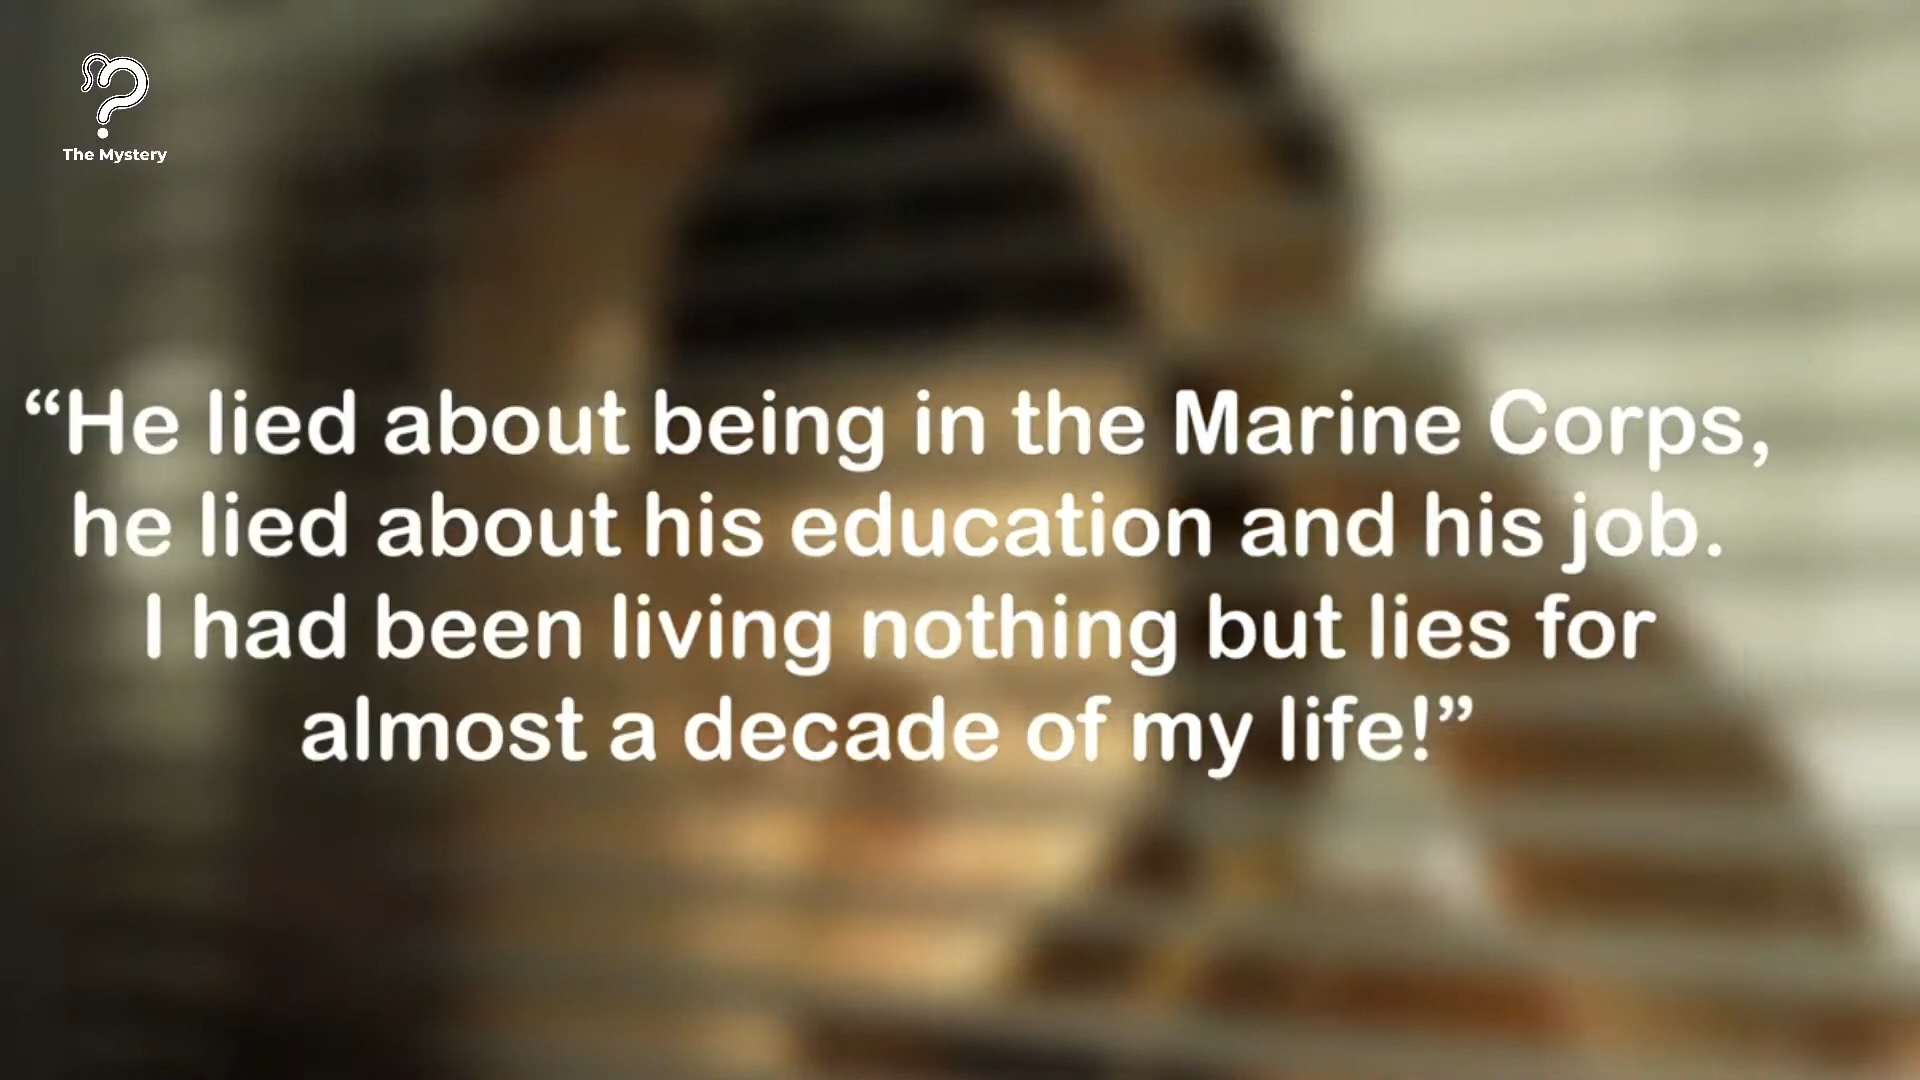 The Mystery
“He lied about being in the Marine Corps,
he lied about his education and his job.
I had been living nothing but lies for
almost a decade of my life!”